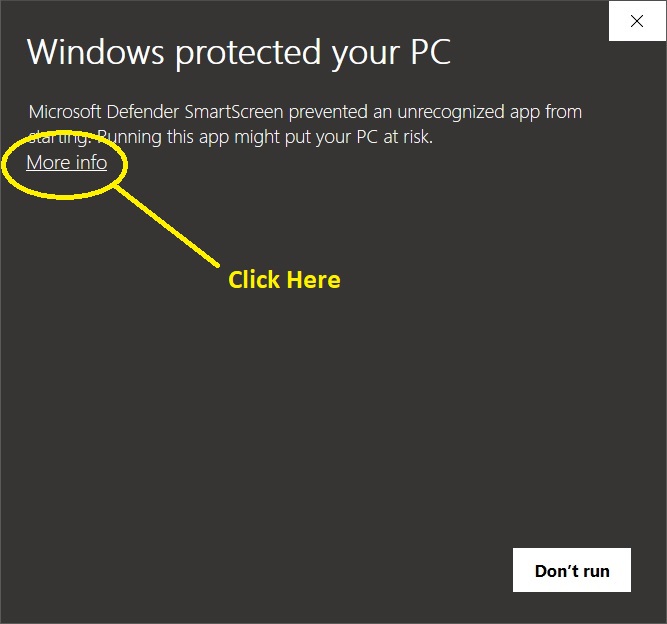 Windows protected your PC
Microsoft Defender SmartScreen prevented an unrecognized app from
starting. Running this app might put your PC at risk.
More info
Click Here
Don't run